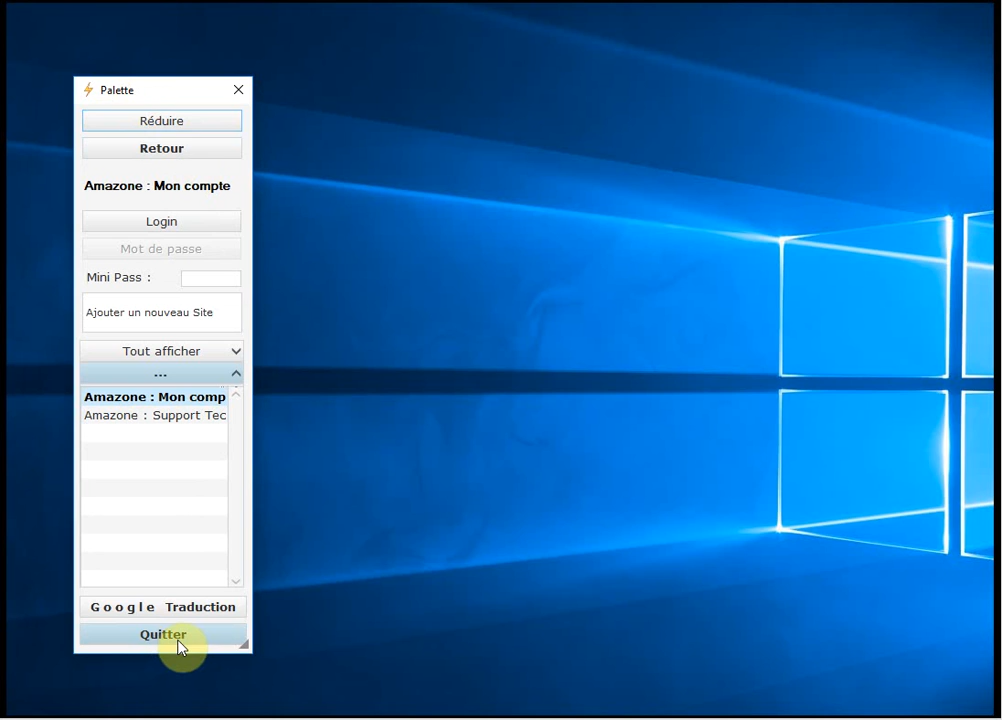 Palette
Réduire
Retour
Amazone : Mon compte
Login
Mot de passe
Mini Pass :
Ajouter un nouveau Site
Tout afficher
...
Amazone : Mon comp
Amazone : Support Tec
Google Traduction
Quitter